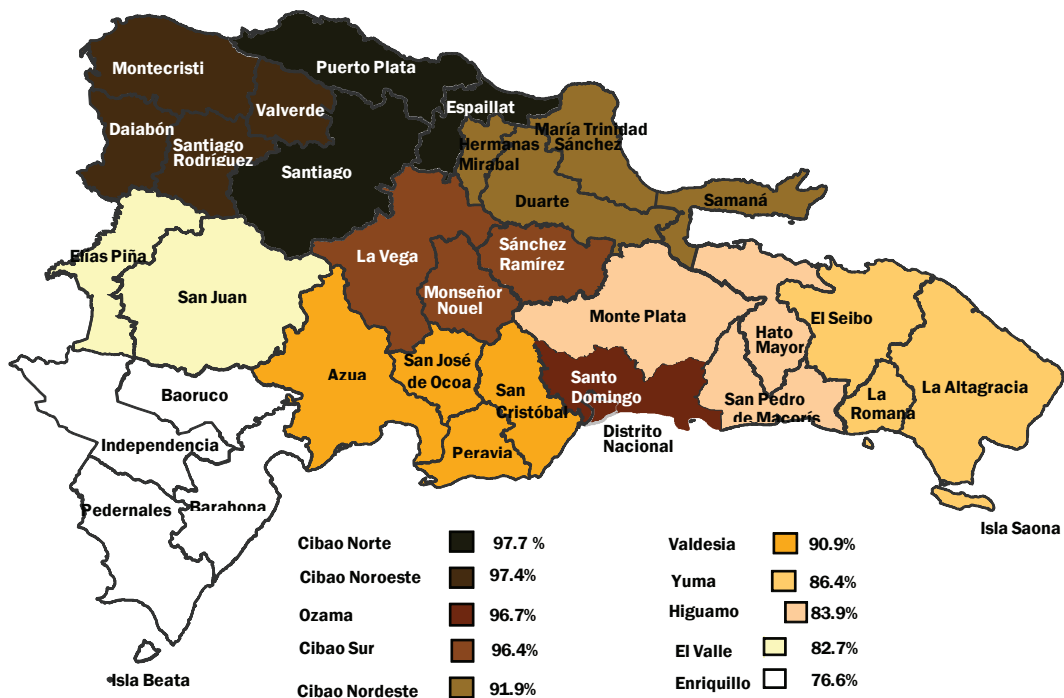 Montecristi
Puerto Plata
Espaillat
Valverde
Daiabón
Santiago
Rodríguez
Santiago
Hermanas
Mirabal
María Trinidad
Sánchez
Duarte
Samaná
Elías Piña
San Juan
La Vega
Sánchez
Ramírez
Monseñor
Nouel
Monte Plata
Hato
Mayor
El Seibo
La Altagracia
La
Romana
San Pedro
de Macorís
Azua
San José
de Ocoa
San
Cristóbal
Santo
Domingo
Distrito
Nacional
Peravia
Baoruco
Independencia
Pedernales
Barahona
Isla Saona
Isla Beata
Cibao Norte 97.7 %
Cibao Noroeste 97.4%
Ozama 96.7%
Cibao Sur 96.4%
Cibao Nordeste 91.9%
Valdesia 90.9%
Yuma 86.4%
Higuamo 83.9%
El Valle 82.7%
Enriquillo 76.6%